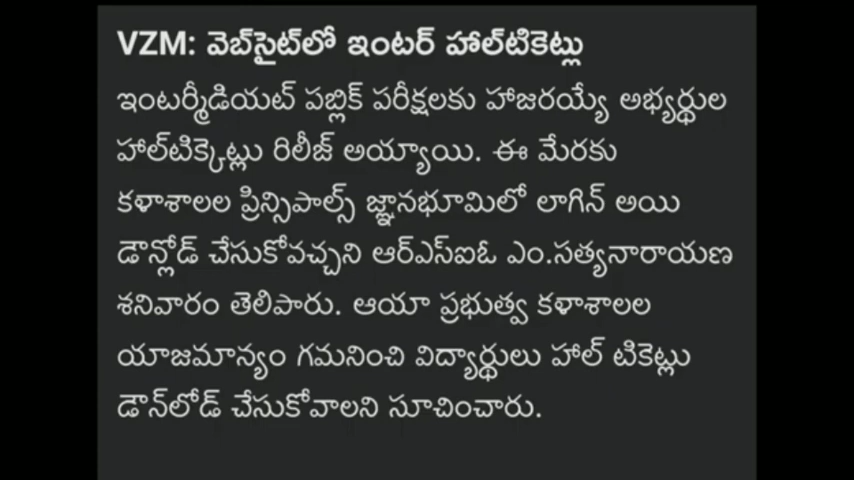 VZM: వెబ్‌సైట్‌లో ఇంటర్ హాల్‌టికెట్లు
ఇంటర్మీడియట్ పబ్లిక్ పరీక్షలకు హాజరయ్యే అభ్యర్థుల
హాల్‌టిక్కెట్లు రిలీజ్ అయ్యాయి. ఈ మేరకు
కళాశాలల ప్రిన్సిపాల్స్ జ్ఞానభూమిలో లాగిన్ అయి
డౌన్లోడ్ చేసుకోవచ్చని ఆర్ఎస్ఐఓ ఎం.సత్యనారాయణ
శనివారం తెలిపారు. ఆయా ప్రభుత్వ కళాశాలల
యాజమాన్యం గమనించి విద్యార్థులు హాల్ టికెట్లు
డౌన్‌లోడ్ చేసుకోవాలని సూచించారు.